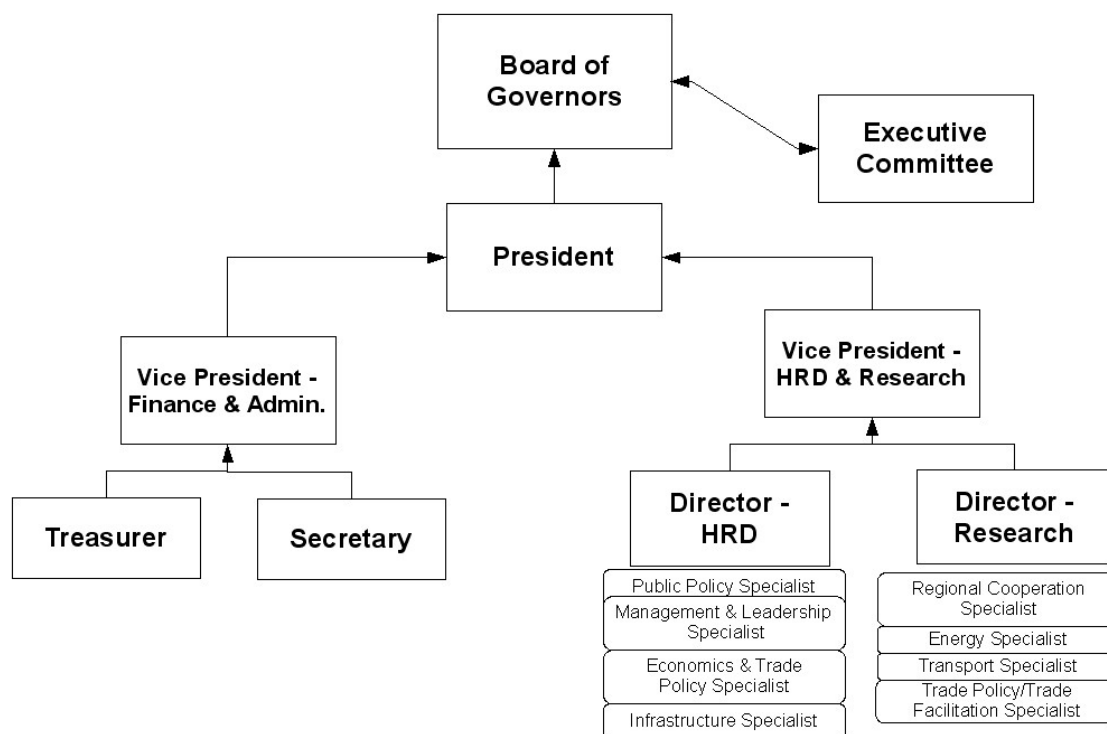 Board of
Governors
Executive
Committee
President
Vice President -
Finance & Admin.
Vice President -
HRD & Research
Treasurer
Secretary
Director -
HRD
Director -
Research
Public Policy Specialist
Management & Leadership
Specialist
Economics & Trade
Policy Specialist
Infrastructure Specialist
Regional Cooperation
Specialist
Energy Specialist
Transport Specialist
Trade Policy/Trade
Facilitation Specialist